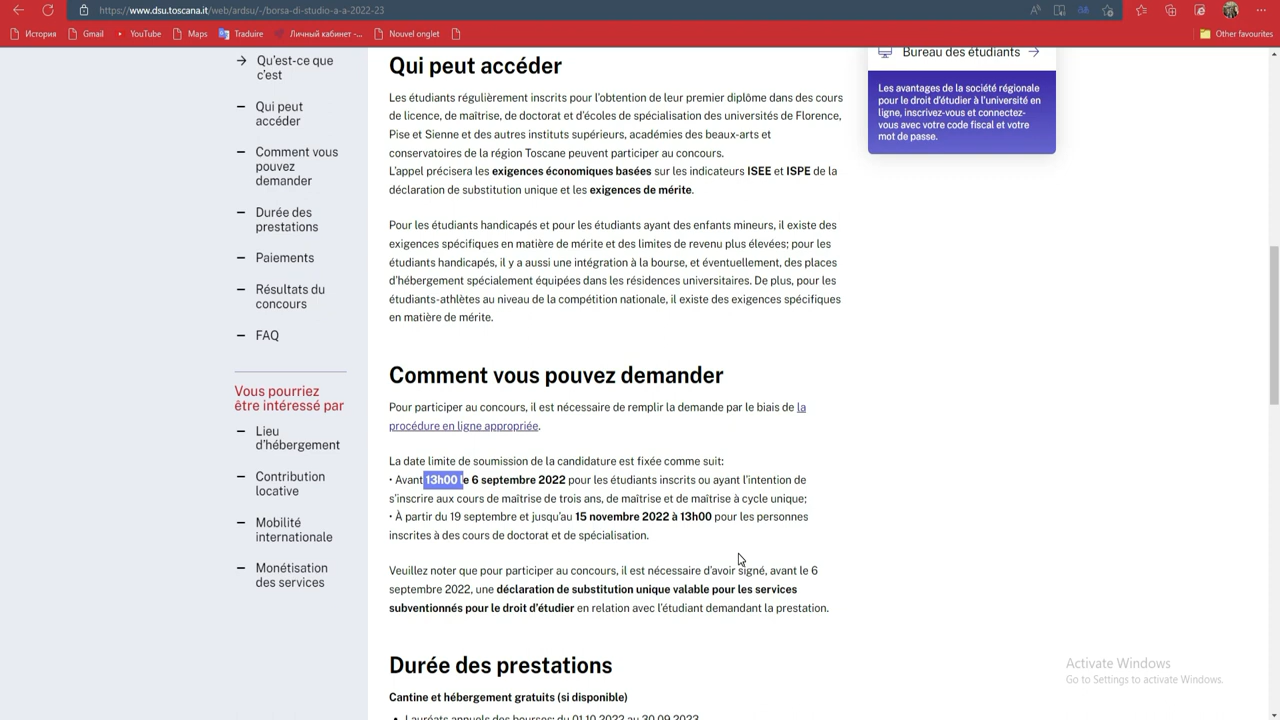 https://www.dsu.toscana.it/web/ardsu/-/borsa-di-studio-a-a-2022-23
История
Gmail
YouTube
Maps
Traduire
Личный кабинет -...
Nouvel onglet
Other favourites
Qu'est-ce que
c'est
Qui peut
accéder
Comment vous
pouvez
demander
Durée des
prestations
Paiements
Résultats du
concours
FAQ
Vous pourriez
être intéressé par
Lieu
d'hébergement
Contribution
locative
Mobilité
internationale
Monétisation
des services
Qui peut accéder
Les étudiants régulièrement inscrits pour l'obtention de leur premier diplôme dans des cours
de licence, de maîtrise, de doctorat et d'écoles de spécialisation des universités de Florence,
Pise et Sienne et des autres instituts supérieurs, académies des beaux-arts et
conservatoires de la région Toscane peuvent participer au concours.
L'appel précisera les exigences économiques basées sur les indicateurs ISEE et ISPE de la
déclaration de substitution unique et les exigences de mérite.
Pour les étudiants handicapés et pour les étudiants ayant des enfants mineurs, il existe des
exigences spécifiques en matière de mérite et des limites de revenu plus élevées; pour les
étudiants handicapés, il y a aussi une intégration à la bourse, et éventuellement, des places
d'hébergement spécialement équipées dans les résidences universitaires. De plus, pour les
étudiants-athlètes au niveau de la compétition nationale, il existe des exigences spécifiques
en matière de mérite.
Comment vous pouvez demander
Pour participer au concours, il est nécessaire de remplir la demande par le biais de la
procédure en ligne appropriée.
La date limite de soumission de la candidature est fixée comme suit:
• Avant 13h00 le 6 septembre 2022 pour les étudiants inscrits ou ayant l'intention de
s'inscrire aux cours de maîtrise de trois ans, de maîtrise et de maîtrise à cycle unique;
• À partir du 19 septembre et jusqu'au 15 novembre 2022 à 13h00 pour les personnes
inscrites à des cours de doctorat et de spécialisation.
Veuillez noter que pour participer au concours, il est nécessaire d'avoir signé, avant le 6
septembre 2022, une déclaration de substitution unique valable pour les services
subventionnés pour le droit d'étudier en relation avec l'étudiant demandant la prestation.
Durée des prestations
Cantine et hébergement gratuits (si disponible)
• Lauréats annuels des bourses: du 01.10.2022 au 30.09.2023
Bureau des étudiants
Les avantages de la société régionale
pour le droit d'étudier à l'université en
ligne, inscrivez-vous et connectez-
vous avec votre code fiscal et votre
mot de passe.
Activate Windows
Go to Settings to activate Windows.